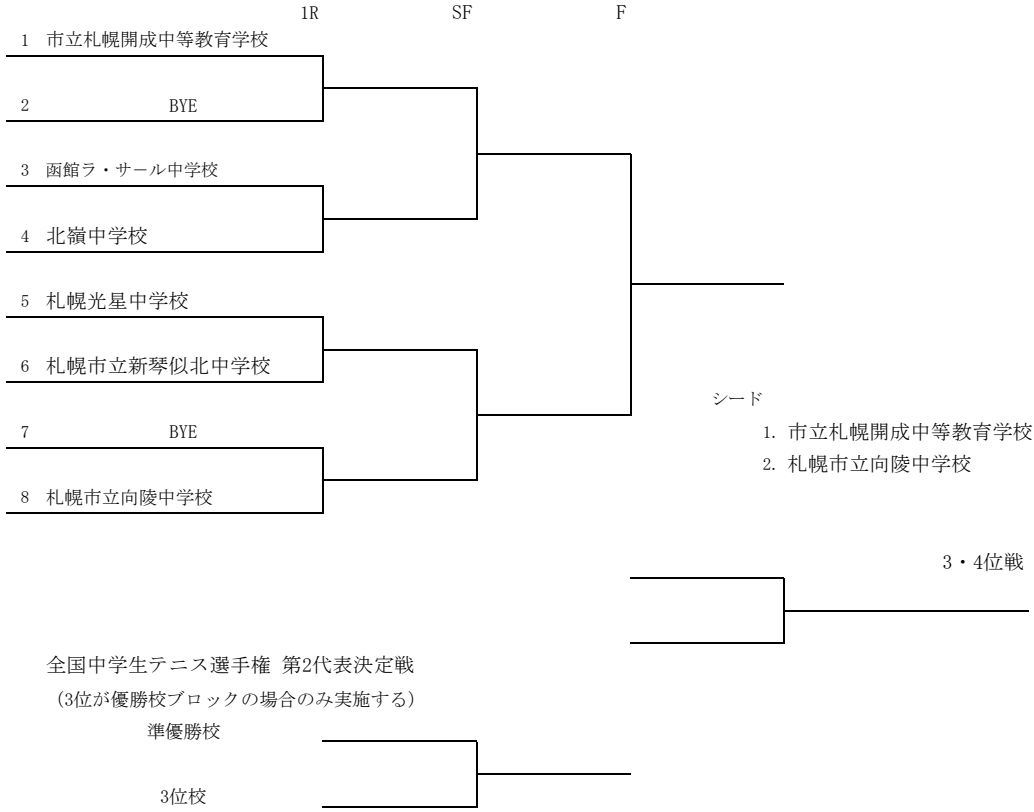 1R SF F
1 市立札幌開成中等教育学校
2 BYE
3 函館ラ・サール中学校
4 北嶺中学校
5 札幌光星中学校
6 札幌市立新琴似北中学校
7 BYE
8 札幌市立向陵中学校
シード
1. 市立札幌開成中等教育学校
2. 札幌市立向陵中学校
3・4位戦
全国中学生テニス選手権 第2代表決定戦
(3位が優勝校ブロックの場合のみ実施する)
準優勝校
3位校